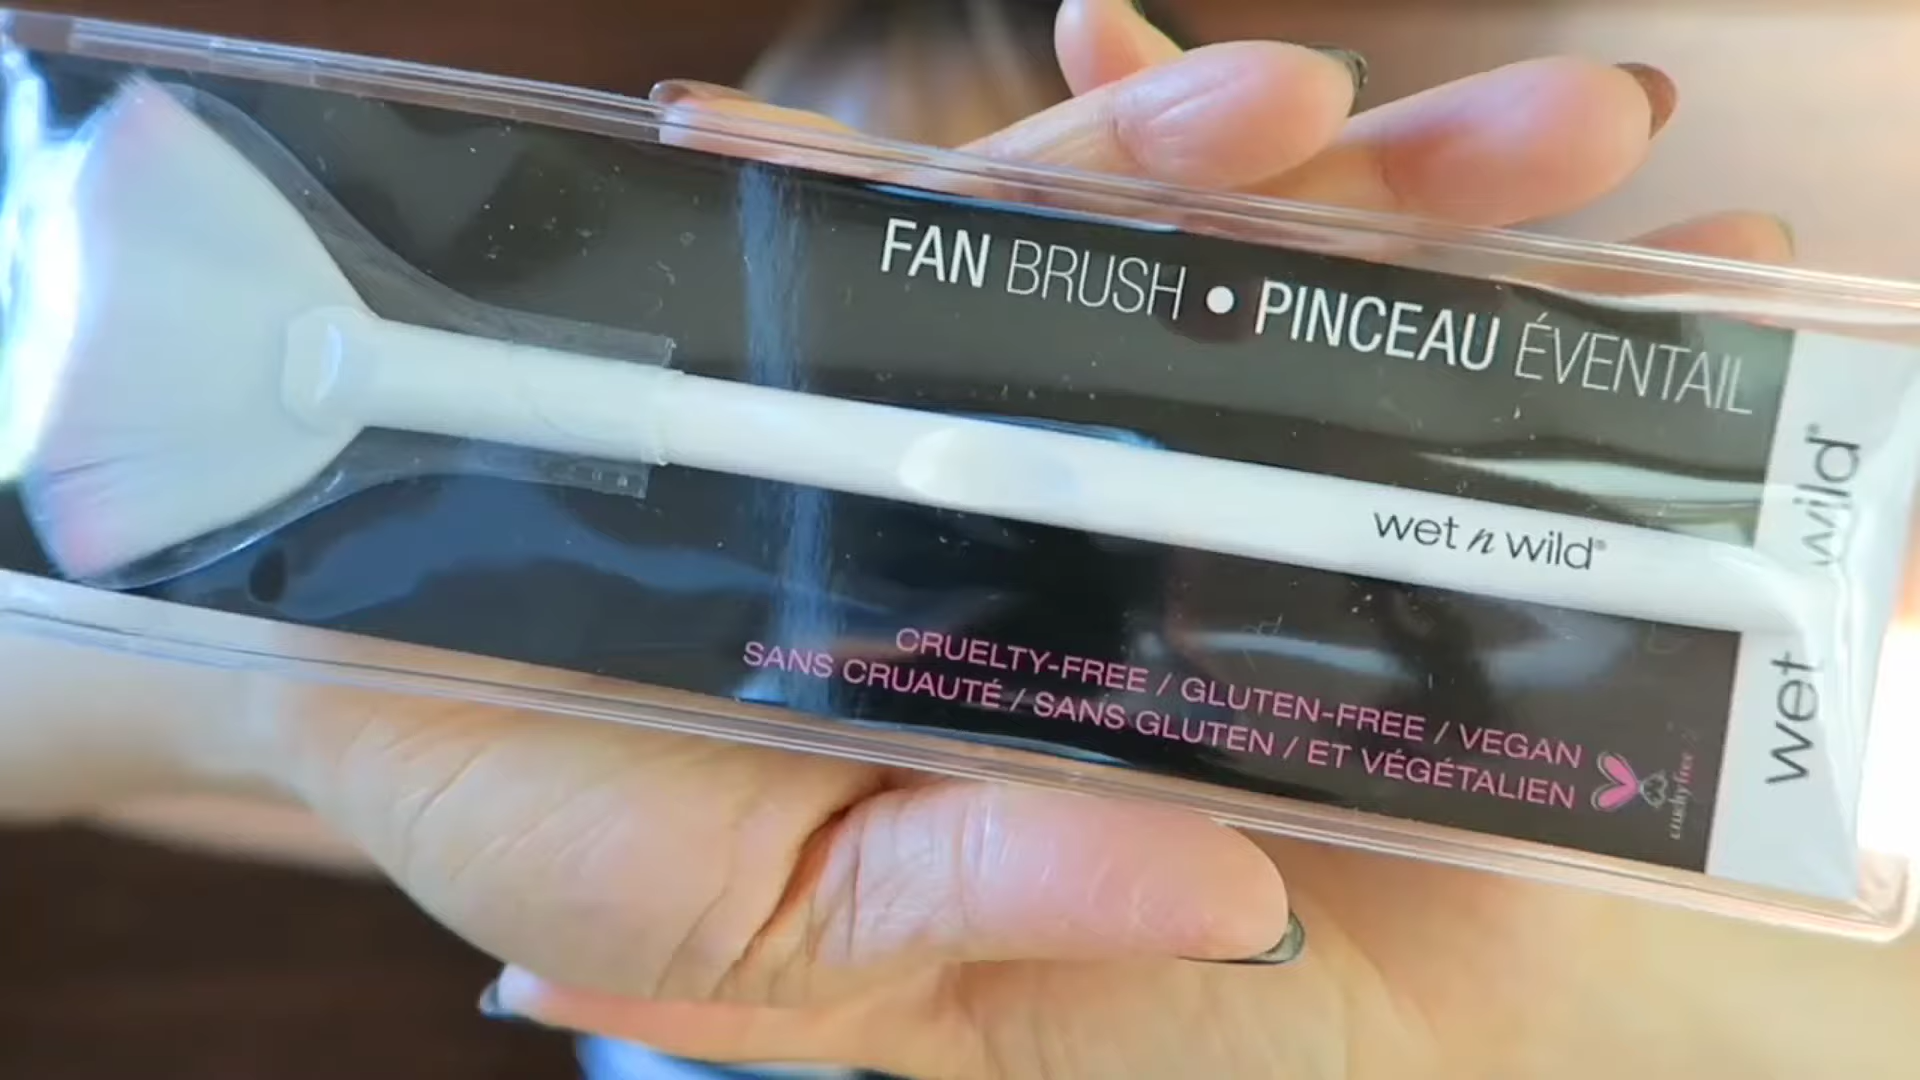 FAN BRUSH • PINCEAU ÉVENTAIL
wet n wild®
CRUELTY-FREE / GLUTEN-FREE / VEGAN
SANS CRUAUTÉ / SANS GLUTEN / ET VÉGÉTALIEN
crueltyfree
wet wild®